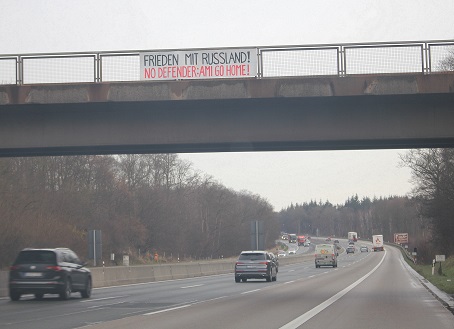 FRIEDEN MIT RUSSLAND!
NO DEFENDER: AMI GO HOME!